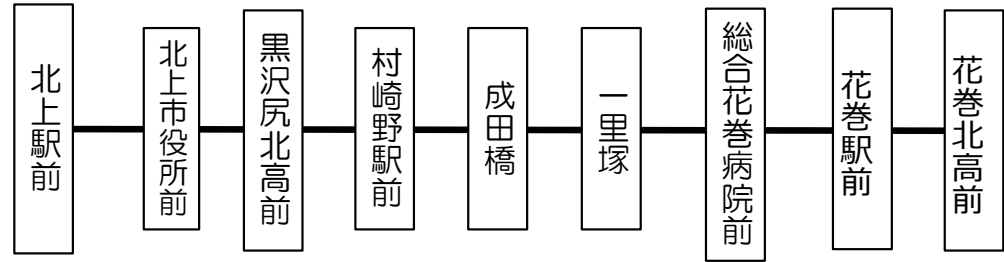 北上駅前
北上市役所前
黒沢尻北高前
村崎野駅前
成田橋
一里塚
総合花巻病院前
花巻駅前
花巻北高前